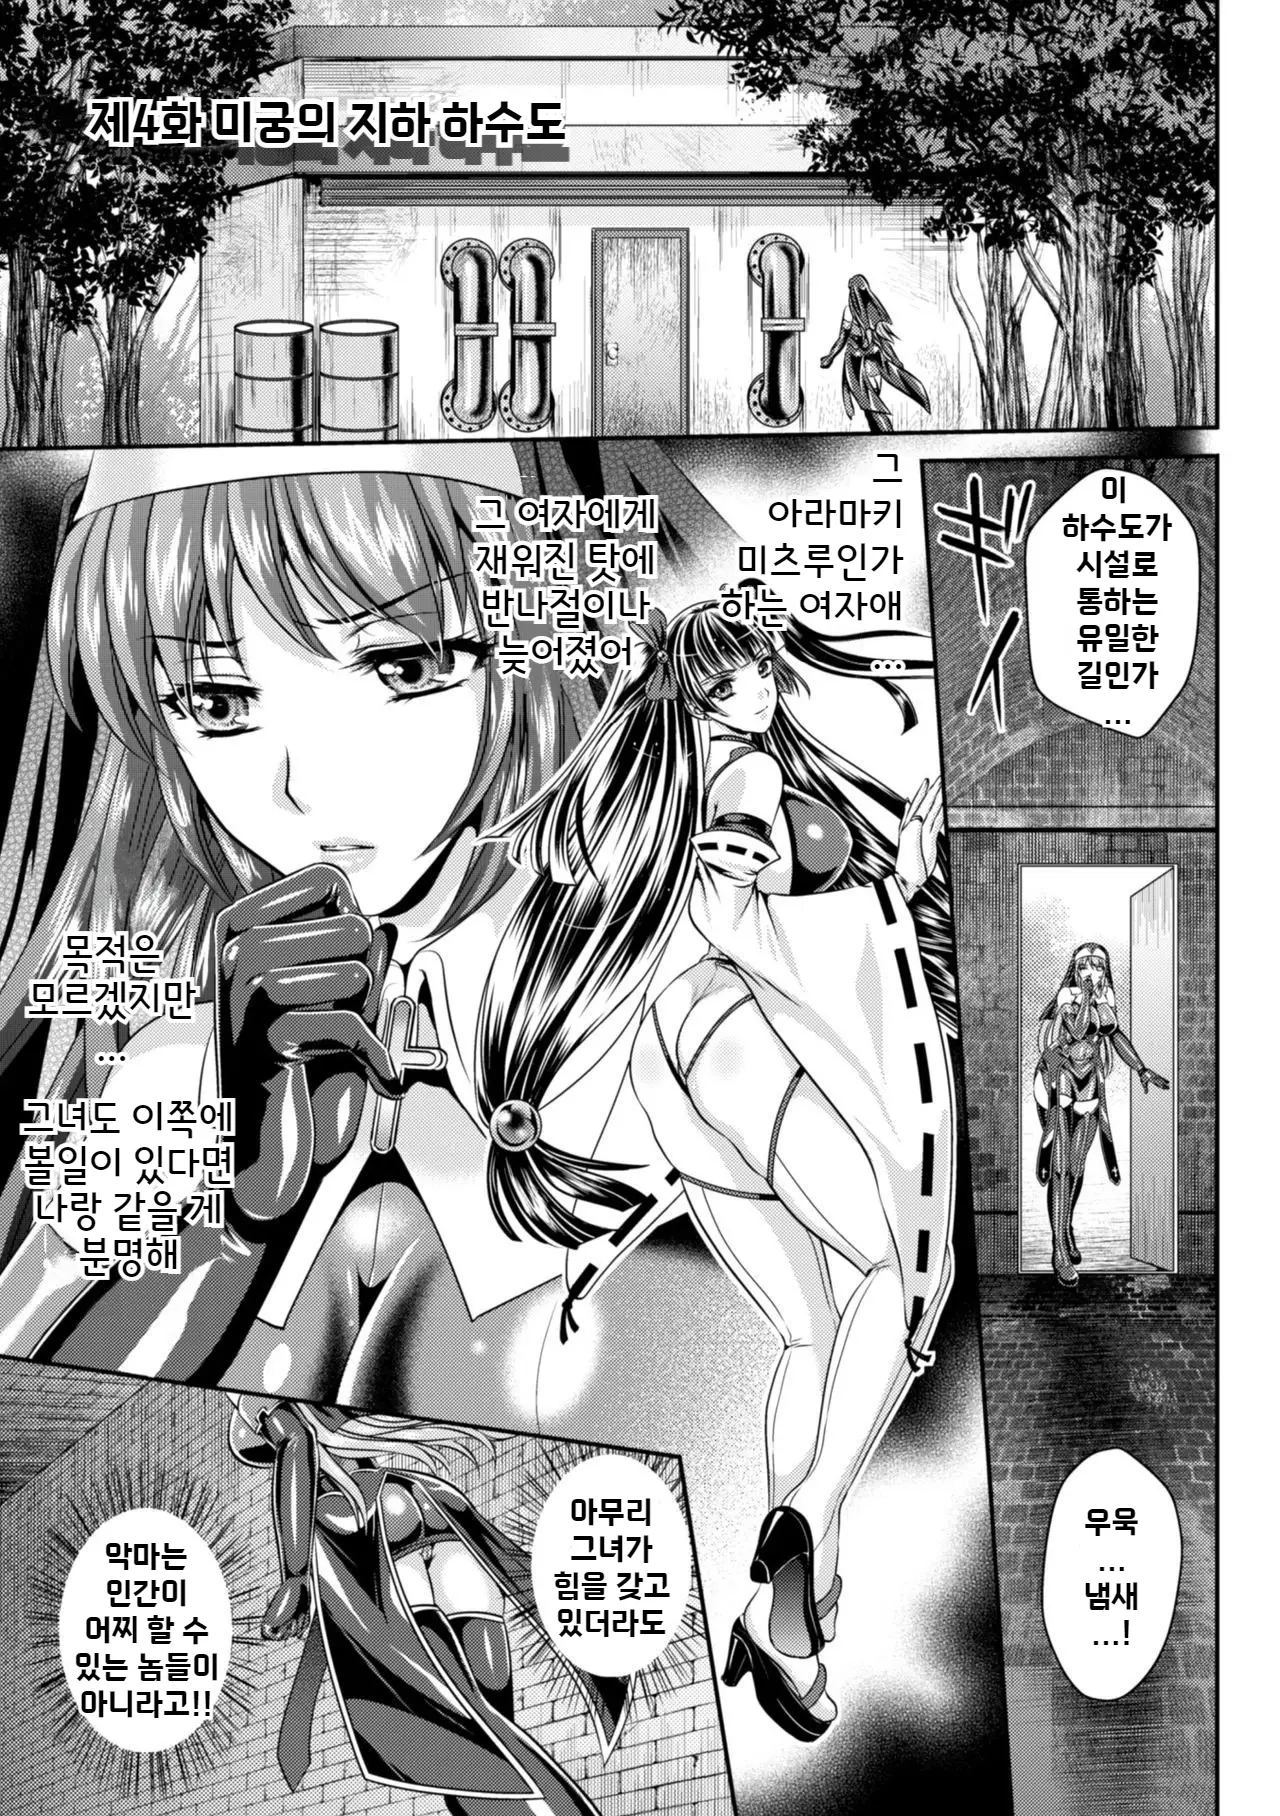 제4화 미궁의 지하 하수도
이
하수도가
시설로
통하는
유일한
길인가
...
우욱
...
냄새
...!
그
아라마키
미츠루인가
하는 여자애
...
그 여자에게
재워진 탓에
반나절이나
늦어졌어
목적은
모르겠지만
...
그녀도 이쪽에
볼일이 있다면
나랑 같을 게
분명해
아무리
그녀가
힘을 갖고
있더라도
악마는
인간이
어찌 할 수
있는 놈들이
아니라고!!